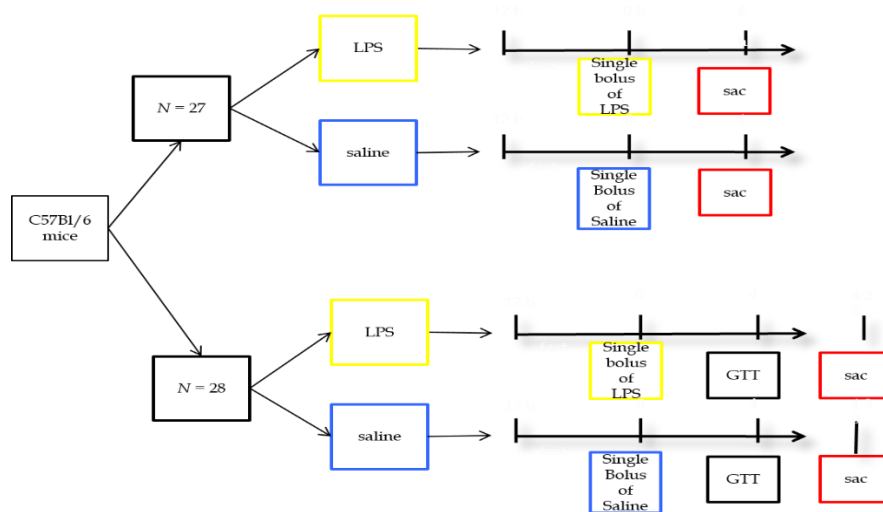 LPS
Single
bolus
of
LPS
sac
N = 27
saline
Single
Bolus
of
Saline
sac
C57B1/6
mice
LPS
Single
bolus
of
LPS
GTT
sac
N = 28
saline
Single
Bolus
of
Saline
GTT
sac